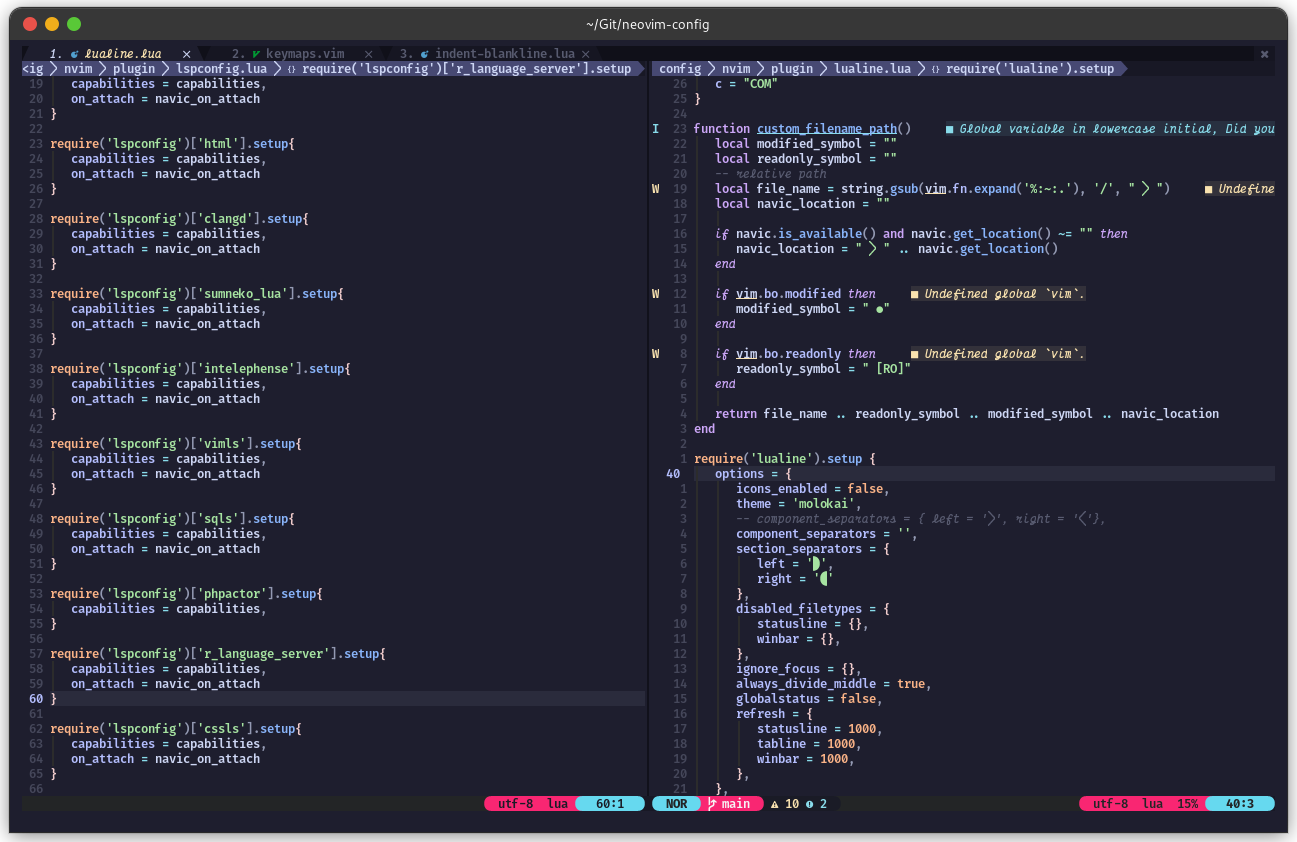 ~/Git/neovim-config
1. lualine.lua ×
2. keymaps.vim ×
3. indent-blankline.lua ×
<ig > nvim > plugin > lspconfig.lua > {} require('lspconfig')['r_language_server'].setup
19 capabilities = capabilities,
20 on_attach = navic_on_attach
21 }
22
23 require('lspconfig')['html'].setup{
24 capabilities = capabilities,
25 on_attach = navic_on_attach
26 }
27
28 require('lspconfig')['clangd'].setup{
29 capabilities = capabilities,
30 on_attach = navic_on_attach
31 }
32
33 require('lspconfig')['sumneko_lua'].setup{
34 capabilities = capabilities,
35 on_attach = navic_on_attach
36 }
37
38 require('lspconfig')['intelephense'].setup{
39 capabilities = capabilities,
40 on_attach = navic_on_attach
41 }
42
43 require('lspconfig')['vimls'].setup{
44 capabilities = capabilities,
45 on_attach = navic_on_attach
46 }
47
48 require('lspconfig')['sqls'].setup{
49 capabilities = capabilities,
50 on_attach = navic_on_attach
51 }
52
53 require('lspconfig')['phpactor'].setup{
54 capabilities = capabilities,
55 }
56
57 require('lspconfig')['r_language_server'].setup{
58 capabilities = capabilities,
59 on_attach = navic_on_attach
60 }
61
62 require('lspconfig')['cssls'].setup{
63 capabilities = capabilities,
64 on_attach = navic_on_attach
65 }
66
utf-8 lua 60:1
config > nvim > plugin > lualine.lua > {} require('lualine').setup
26 c = "COM"
25 }
24
I 23 function custom_filename_path() ■ Global variable in lowercase initial, Did you
22 local modified_symbol = ""
21 local readonly_symbol = ""
20 -- relative path
W 19 local file_name = string.gsub(vim.fn.expand('%:~:.'), '/', " > ") ■ Undefine
18 local navic_location = ""
17
16 if navic.is_available() and navic.get_location() ~= "" then
15 navic_location = " > " .. navic.get_location()
14 end
13
W 12 if vim.bo.modified then ■ Undefined global `vim`.
11 modified_symbol = " ●"
10 end
9
W 8 if vim.bo.readonly then ■ Undefined global `vim`.
7 readonly_symbol = " [RO]"
6 end
5
4 return file_name .. readonly_symbol .. modified_symbol .. navic_location
3 end
2
1 require('lualine').setup {
40 options = {
1 icons_enabled = false,
2 theme = 'molokai',
3 -- component_separators = { left = '>', right = '<'},
4 component_separators = '',
5 section_separators = {
6 left = '◗',
7 right = '◖'
8 },
9 disabled_filetypes = {
10 statusline = {},
11 winbar = {},
12 },
13 ignore_focus = {},
14 always_divide_middle = true,
15 globalstatus = false,
16 refresh = {
17 statusline = 1000,
18 tabline = 1000,
19 winbar = 1000,
20 },
21 },
NOR main 10 2 utf-8 lua 15% 40:3